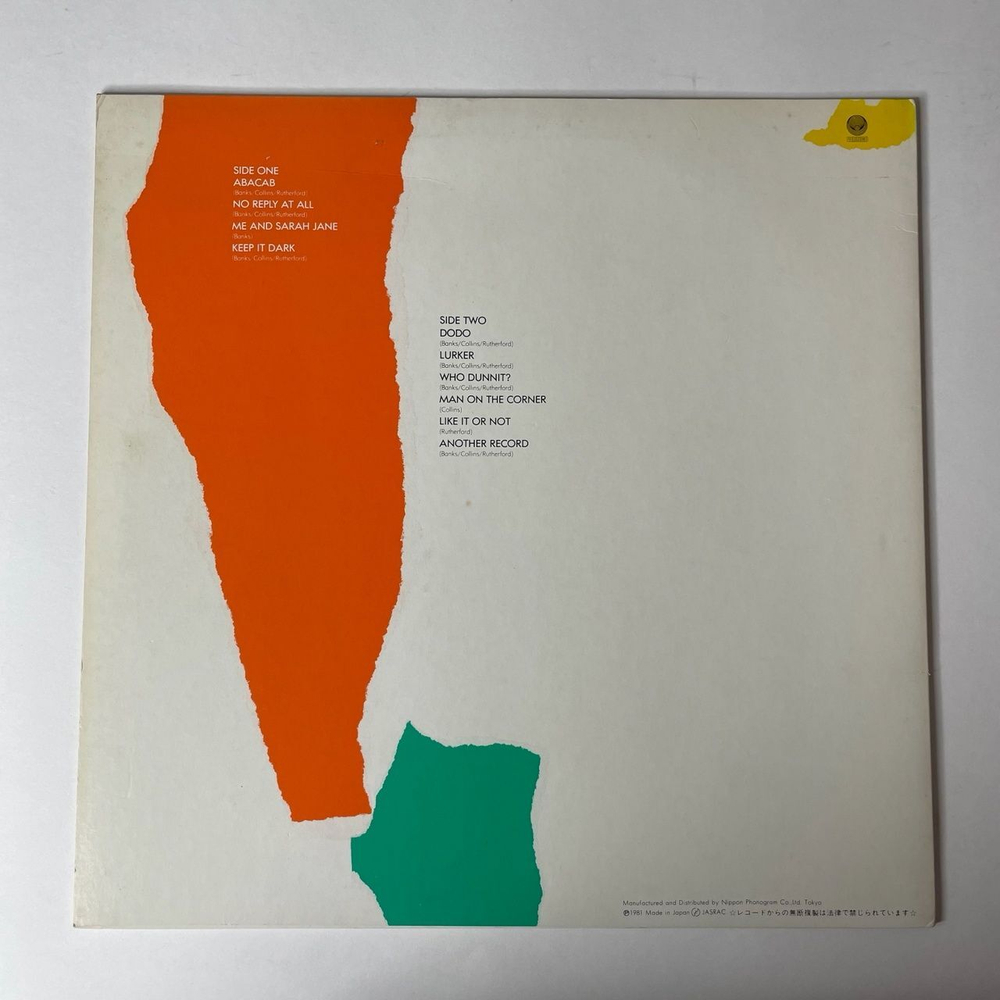 SIDE ONE
ABACAB
(Banks/Collins/Rutherford)
NO REPLY AT ALL
(Banks/Collins/Rutherford)
ME AND SARAH JANE
(Banks)
KEEP IT DARK
(Banks/Collins/Rutherford)
SIDE TWO
DODO
(Banks/Collins/Rutherford)
LURKER
(Banks/Collins/Rutherford)
WHO DUNNIT?
(Banks/Collins/Rutherford)
MAN ON THE CORNER
(Collins)
LIKE IT OR NOT
(Rutherford)
ANOTHER RECORD
(Banks/Collins/Rutherford)
Manufactured and Distributed by Nippon Phonogram Co., Ltd. Tokyo
℗1981 Made in Japan JASRAC ☆レコードからの無断複製は法律で禁じられています☆